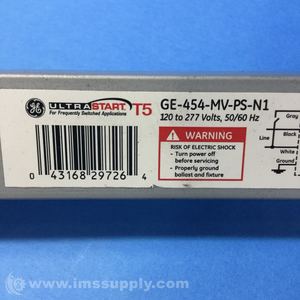 GE ULTRASTART T5
For Frequently Switched Applications
GE-454-MV-PS-N1
120 to 277 Volts, 50/60 Hz
WARNING
RISK OF ELECTRIC SHOCK
- Turn power off
before servicing
- Properly ground
ballast and fixture
Gray
Black
Line
White
Ground
0 43168 29726 4
© www.imssupply.com